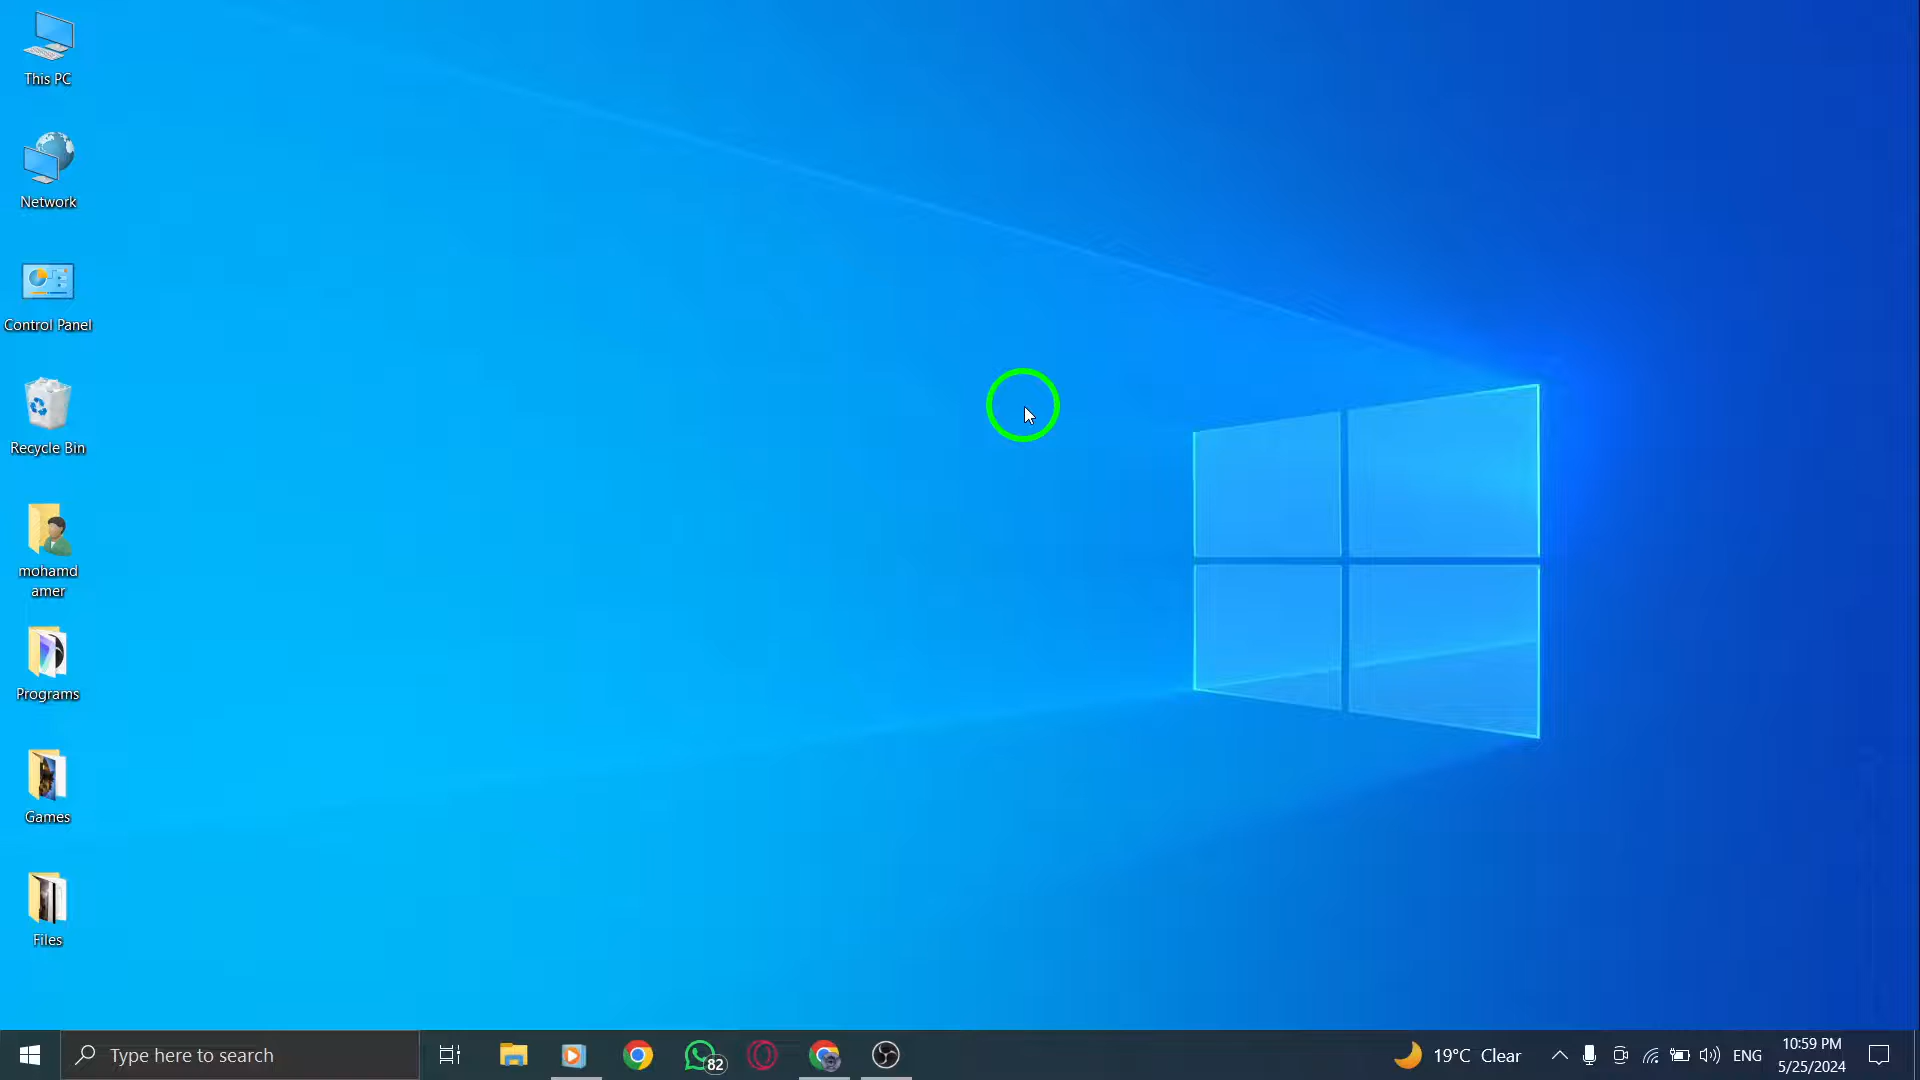 This PC
Network
Control Panel
Recycle Bin
mohamd
amer
Programs
Games
Files
Type here to search
82
19°C Clear
ENG
10:59 PM
5/25/2024